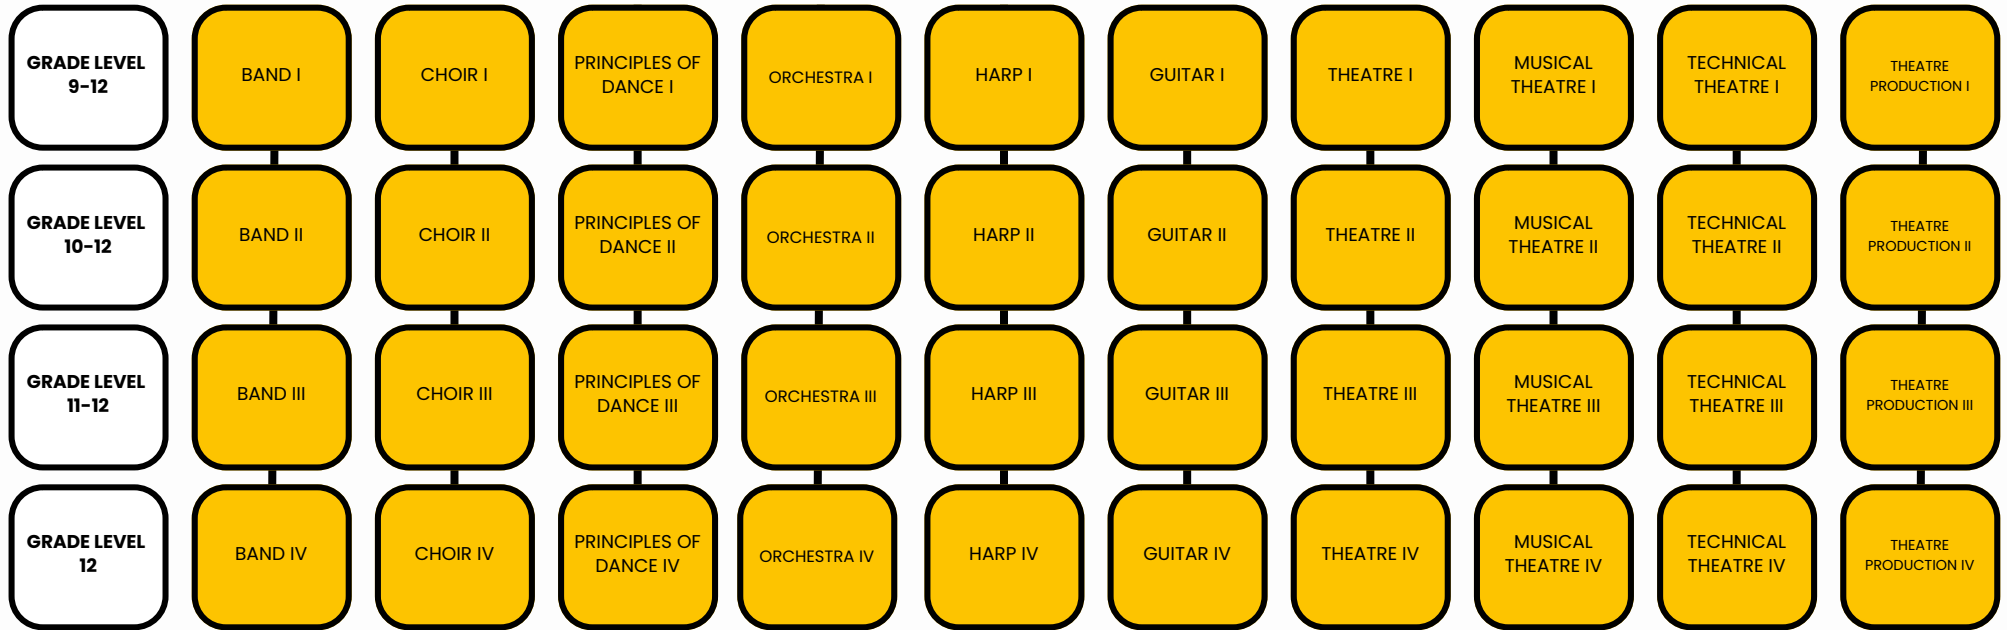 GRADE LEVEL
9-12
BAND I
CHOIR I
PRINCIPLES OF
DANCE I
ORCHESTRA I
HARP I
GUITAR I
THEATRE I
MUSICAL
THEATRE I
TECHNICAL
THEATRE I
THEATRE
PRODUCTION I
GRADE LEVEL
10-12
BAND II
CHOIR II
PRINCIPLES OF
DANCE II
ORCHESTRA II
HARP II
GUITAR II
THEATRE II
MUSICAL
THEATRE II
TECHNICAL
THEATRE II
THEATRE
PRODUCTION II
GRADE LEVEL
11-12
BAND III
CHOIR III
PRINCIPLES OF
DANCE III
ORCHESTRA III
HARP III
GUITAR III
THEATRE III
MUSICAL
THEATRE III
TECHNICAL
THEATRE III
THEATRE
PRODUCTION III
GRADE LEVEL
12
BAND IV
CHOIR IV
PRINCIPLES OF
DANCE IV
ORCHESTRA IV
HARP IV
GUITAR IV
THEATRE IV
MUSICAL
THEATRE IV
TECHNICAL
THEATRE IV
THEATRE
PRODUCTION IV